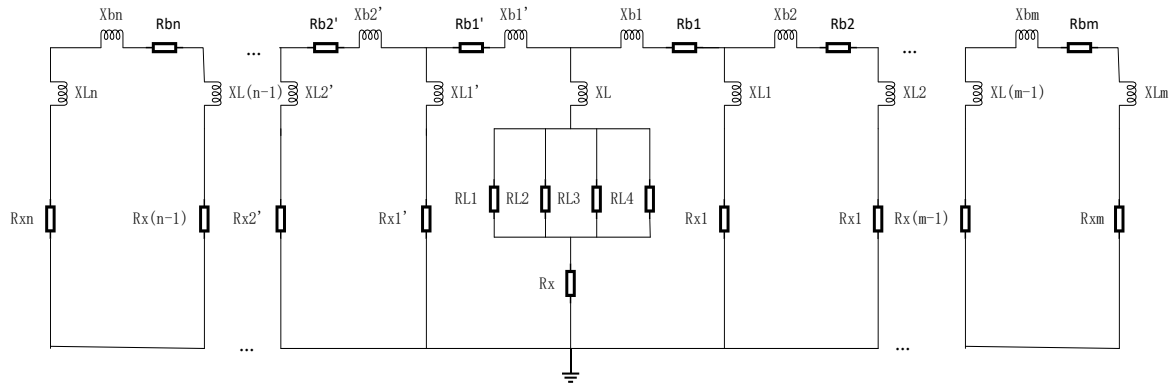 Xbn Rbn Rb2' Xb2' Rb1' Xb1' Xb1 Rb1 Xb2 Rb2 Xbm Rbm
... ...
XLn XL(n-1) XL2' XL1' XL XL1 XL2 XL(m-1) XLm
Rxn Rx(n-1) Rx2' Rx1' RL1 RL2 RL3 RL4 Rx1 Rx1 Rx(m-1) Rxm
Rx
... ...